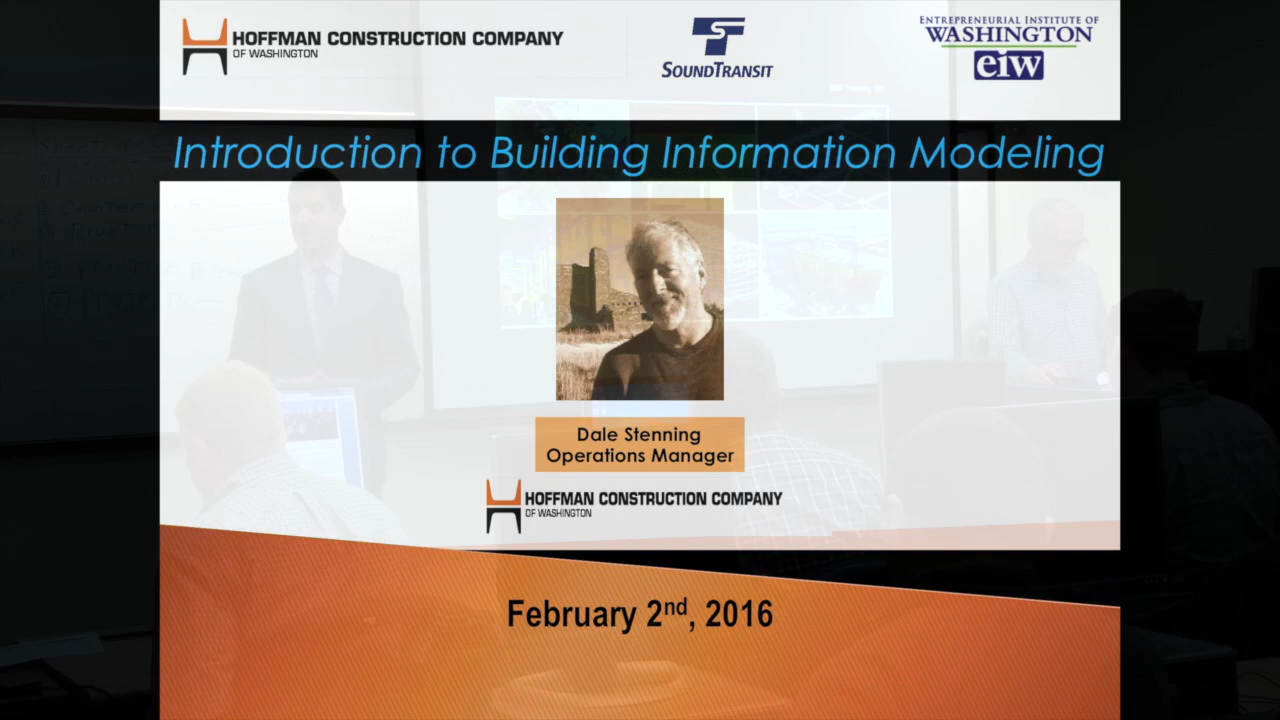 HOFFMAN CONSTRUCTION COMPANY
OF WASHINGTON
SOUNDTRANSIT
ENTREPRENEURIAL INSTITUTE OF
WASHINGTON
eiw
Introduction to Building Information Modeling
Dale Stenning
Operations Manager
HOFFMAN CONSTRUCTION COMPANY
OF WASHINGTON
February 2nd, 2016